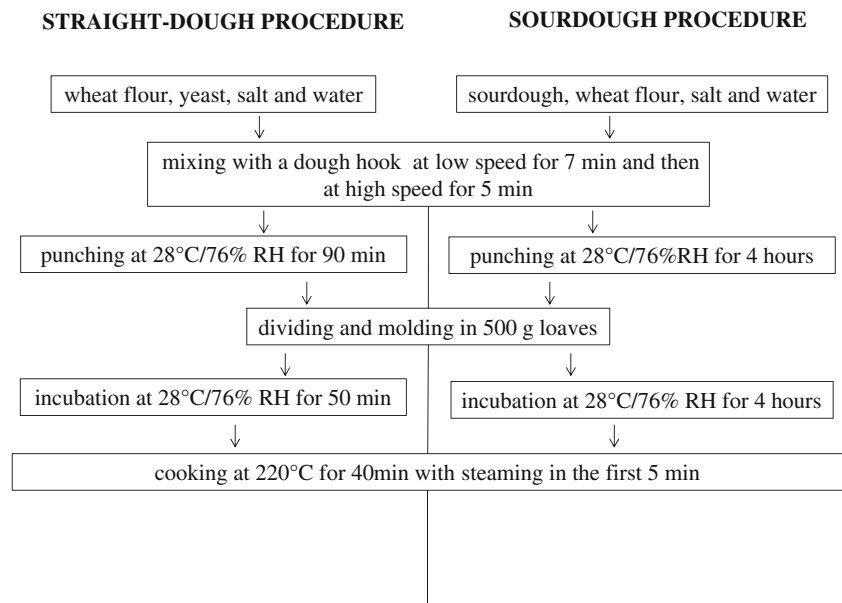 STRAIGHT-DOUGH PROCEDURE
SOURDOUGH PROCEDURE
wheat flour, yeast, salt and water
sourdough, wheat flour, salt and water
mixing with a dough hook at low speed for 7 min and then
at high speed for 5 min
punching at 28°C/76% RH for 90 min
punching at 28°C/76%RH for 4 hours
dividing and molding in 500 g loaves
incubation at 28°C/76% RH for 50 min
incubation at 28°C/76% RH for 4 hours
cooking at 220°C for 40min with steaming in the first 5 min